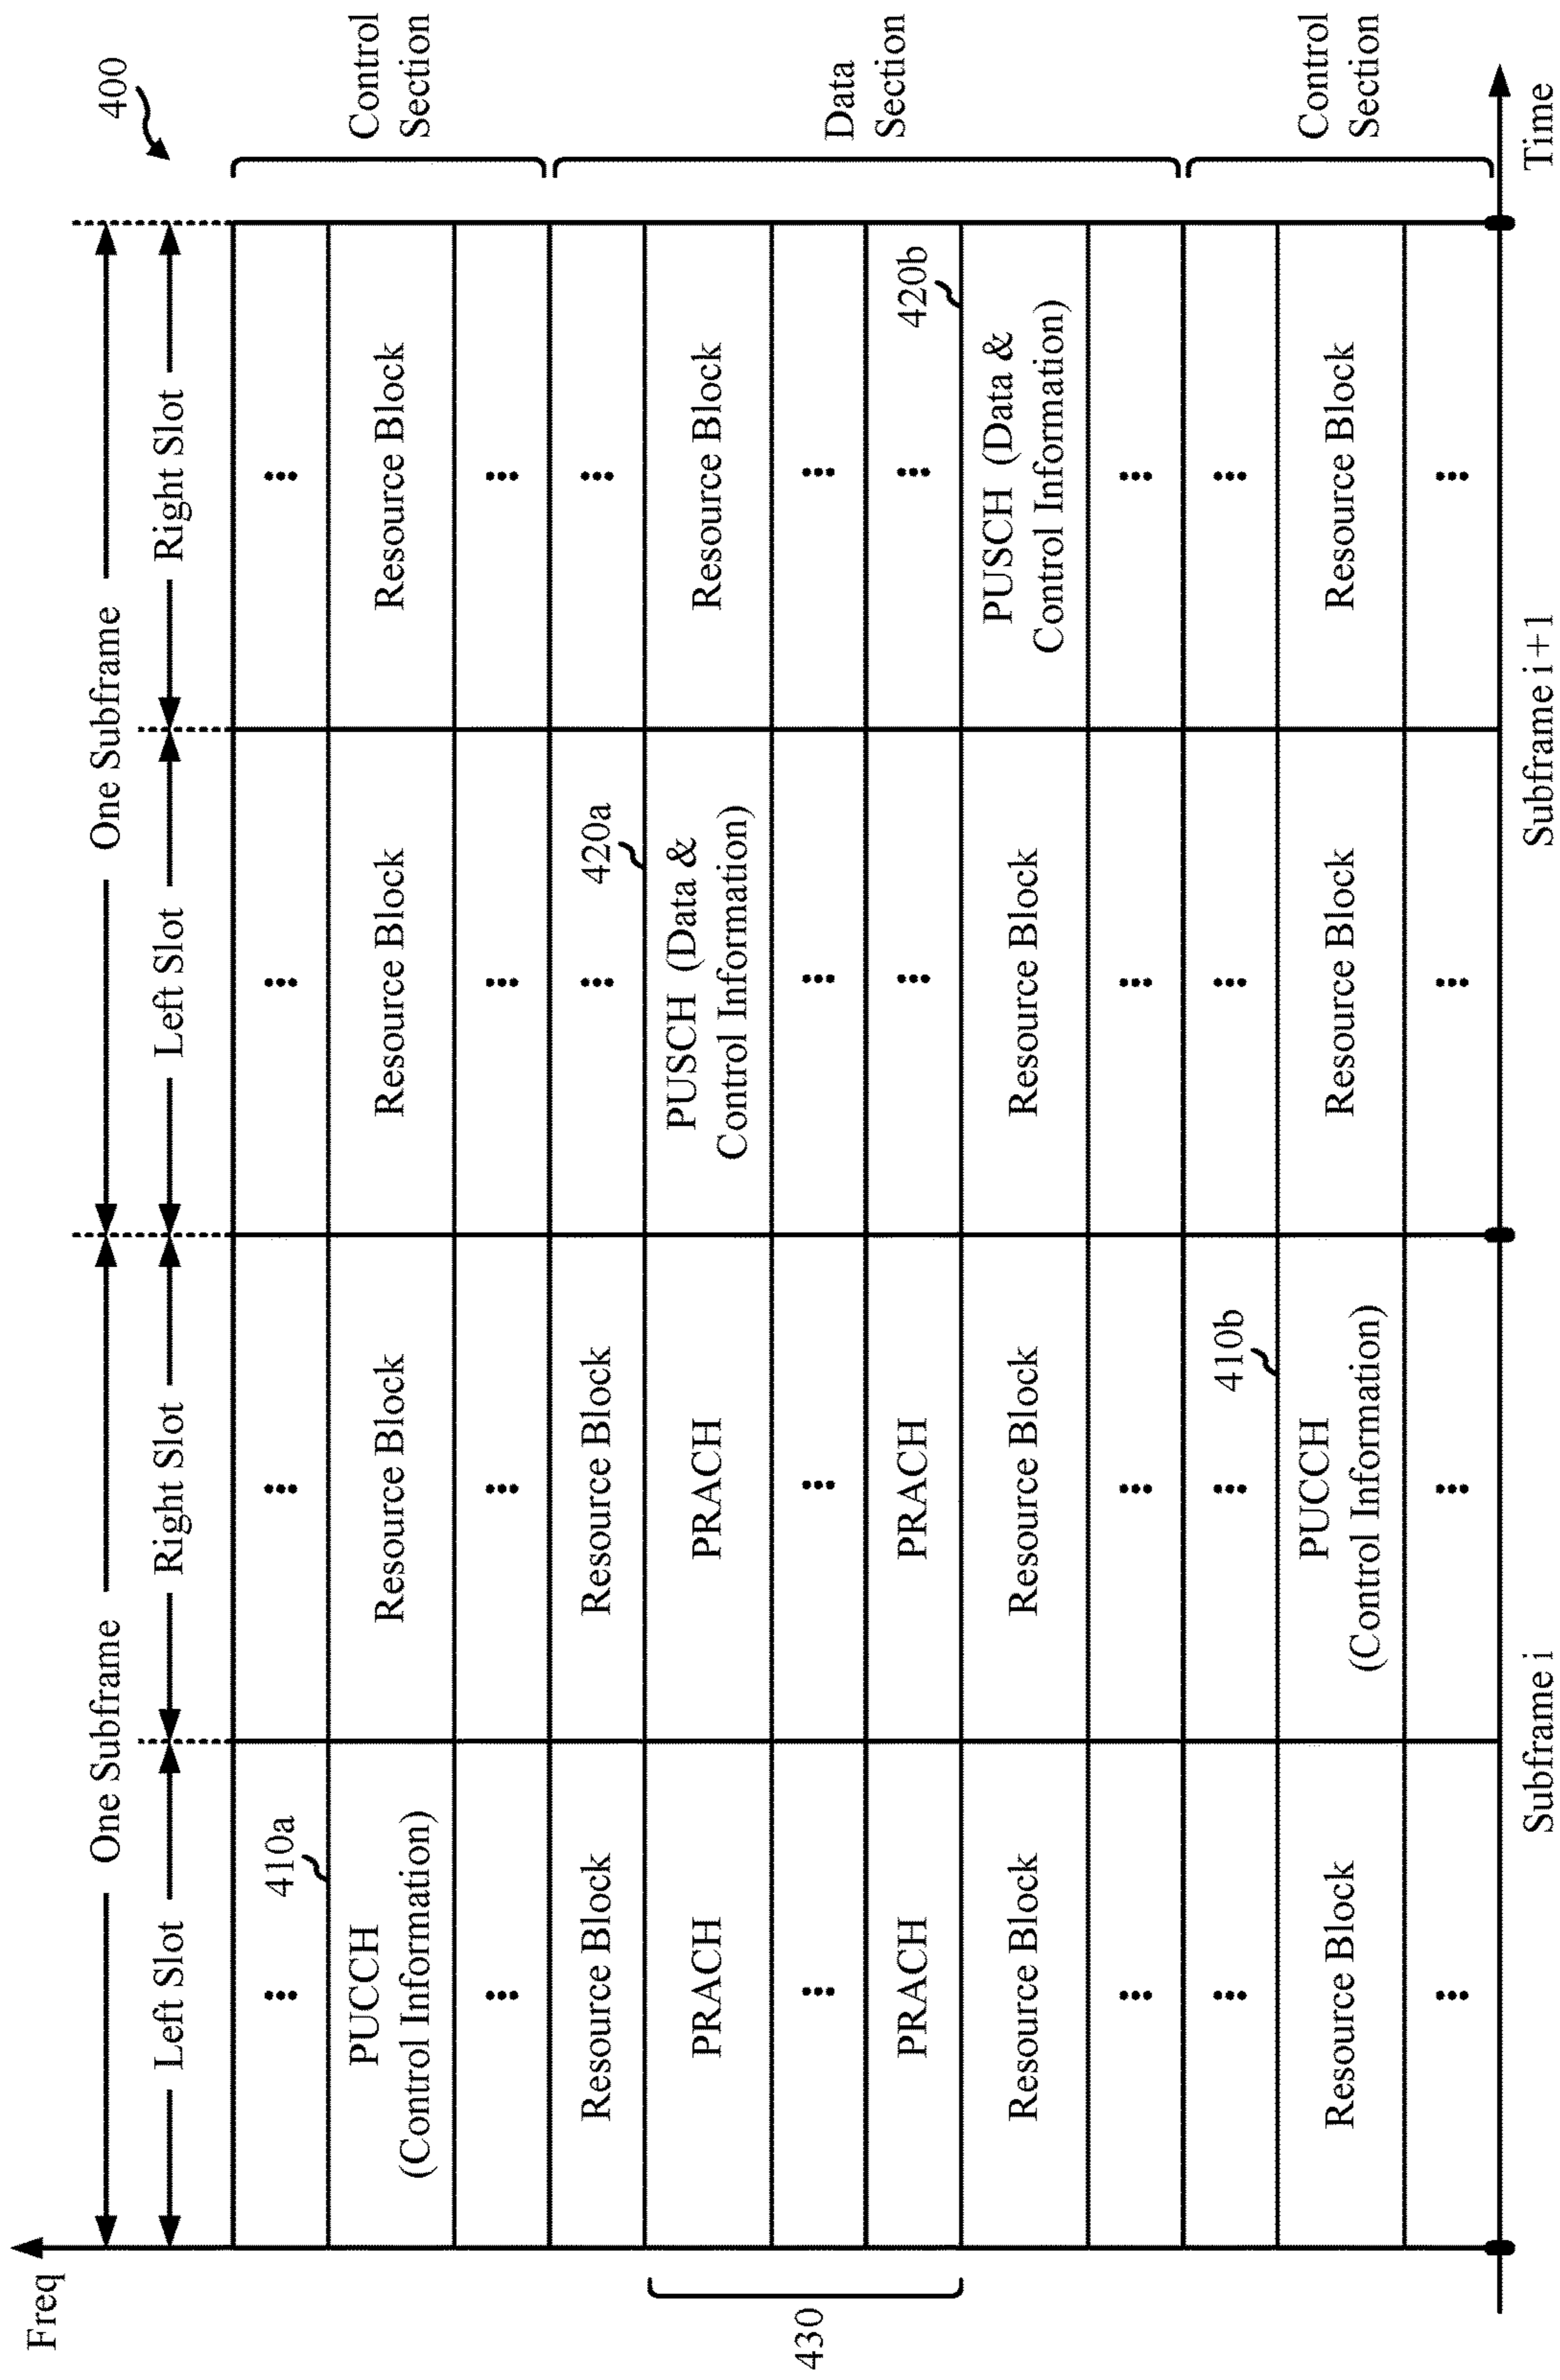 400
Freq
One Subframe
One Subframe
Left Slot
Right Slot
Left Slot
Right Slot
410a
PUCCH
(Control Information)
Resource Block
Resource Block
Resource Block
Control
Section
420a
Resource Block
Resource Block
PRACH
PRACH
PUSCH (Data &
Control Information)
Resource Block
Data
Section
430
420b
PRACH
PRACH
Resource Block
Resource Block
Resource Block
PUSCH (Data &
Control Information)
410b
Resource Block
PUCCH
(Control Information)
Resource Block
Resource Block
Control
Section
Subframe i
Subframe i+1
Time